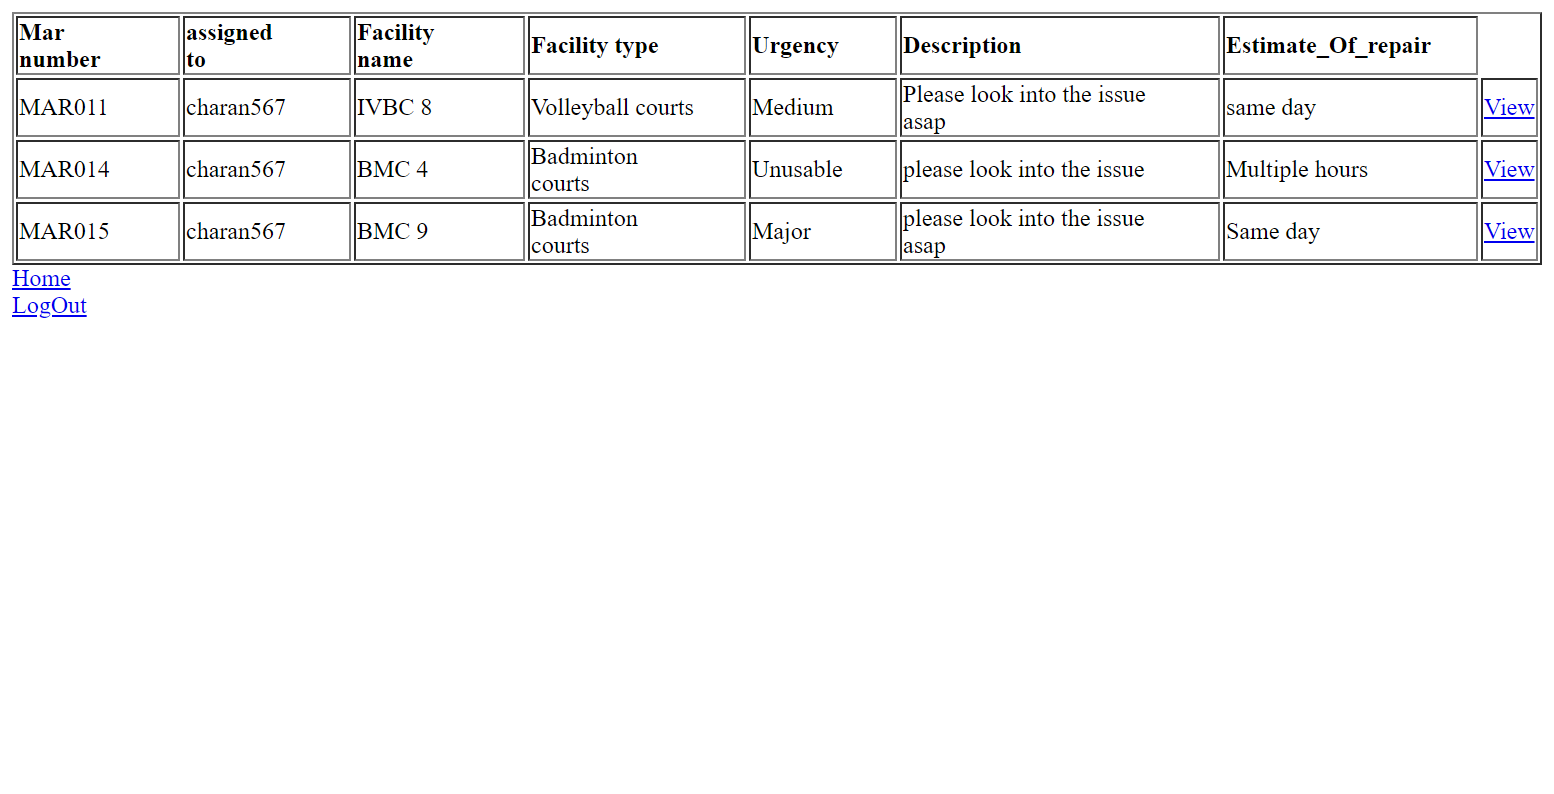 Mar number assigned to Facility name Facility type Urgency Description Estimate_Of_repair
MAR011 charan567 IVBC 8 Volleyball courts Medium Please look into the issue asap same day View
MAR014 charan567 BMC 4 Badminton courts Unusable please look into the issue Multiple hours View
MAR015 charan567 BMC 9 Badminton courts Major please look into the issue asap Same day View
Home
LogOut